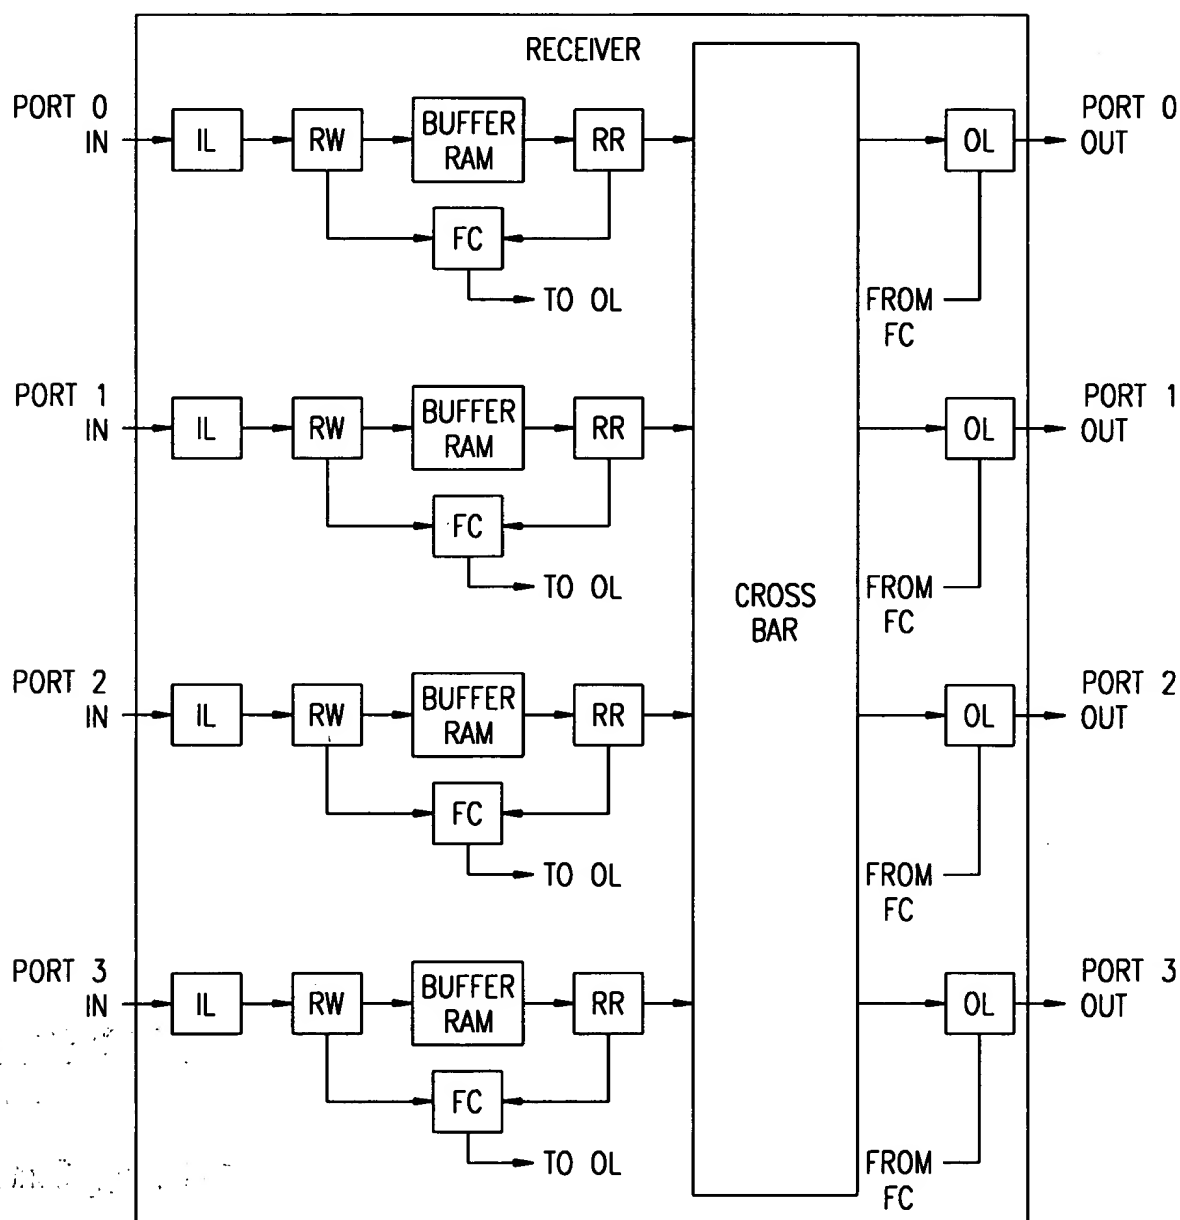 RECEIVER
PORT 0
IN
IL
RW
BUFFER
RAM
RR
OL
PORT 0
OUT
FC
TO OL
FROM
FC
PORT 1
IN
IL
RW
BUFFER
RAM
RR
OL
PORT 1
OUT
FC
TO OL
FROM
FC
CROSS
BAR
PORT 2
IN
IL
RW
BUFFER
RAM
RR
OL
PORT 2
OUT
FC
TO OL
FROM
FC
PORT 3
IN
IL
RW
BUFFER
RAM
RR
OL
PORT 3
OUT
FC
TO OL
FROM
FC